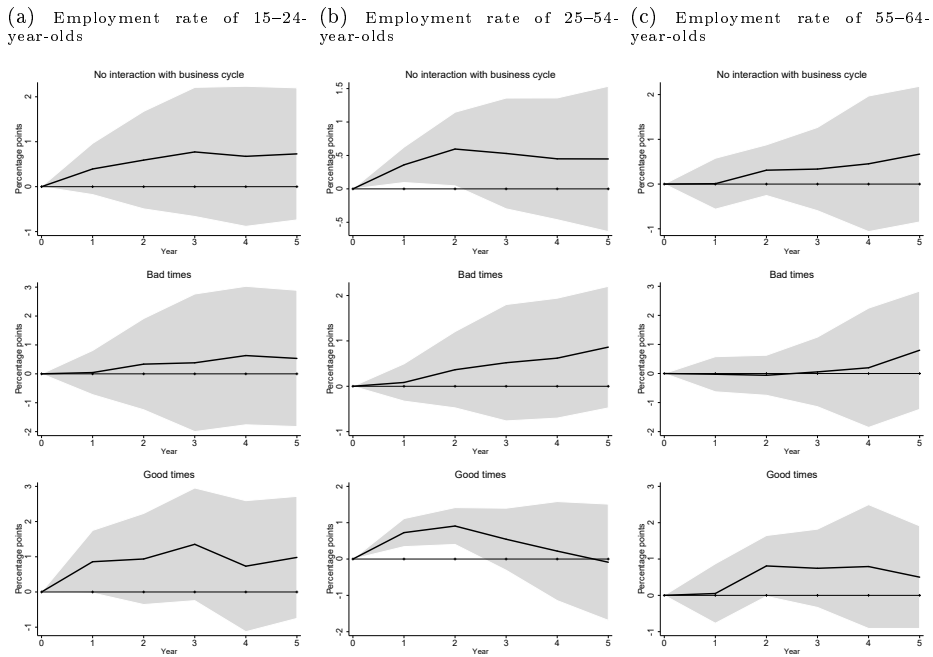 (a) Employment rate of 15–24-
year-olds
(b) Employment rate of 25–54-
year-olds
(c) Employment rate of 55–64-
year-olds
No interaction with business cycle
Percentage points
2
1
0
-1
0 1 2 3 4 5
Year
No interaction with business cycle
Percentage points
1.5
1
.5
0
-.5
0 1 2 3 4 5
Year
No interaction with business cycle
Percentage points
2
1
0
-1
0 1 2 3 4 5
Year
Bad times
Percentage points
3
2
1
0
-1
-2
0 1 2 3 4 5
Year
Bad times
Percentage points
2
1
0
-1
0 1 2 3 4 5
Year
Bad times
Percentage points
3
2
1
0
-1
-2
0 1 2 3 4 5
Year
Good times
Percentage points
3
2
1
0
-1
0 1 2 3 4 5
Year
Good times
Percentage points
2
1
0
-1
-2
0 1 2 3 4 5
Year
Good times
Percentage points
3
2
1
0
-1
0 1 2 3 4 5
Year